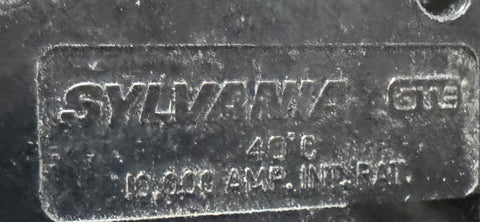 SYLVANIA GTE
40°C
10,000 AMP. INT. RAT.